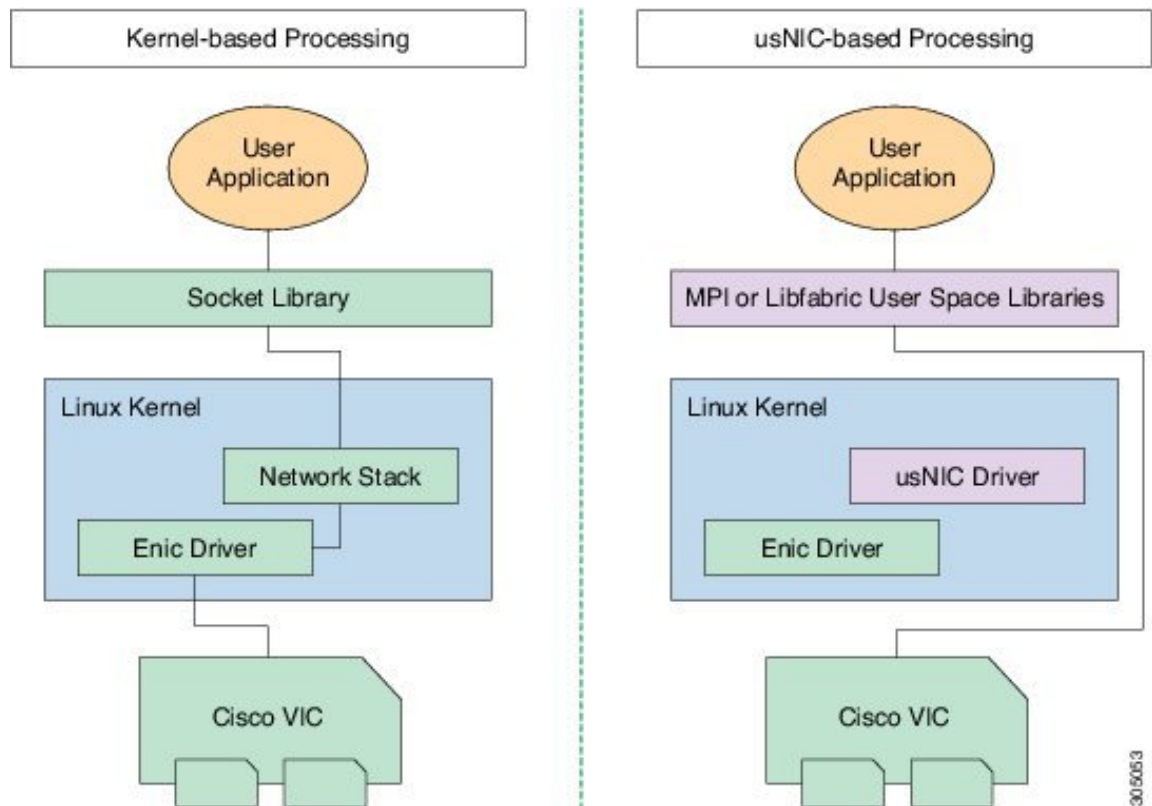 Kernel-based Processing
User
Application
Socket Library
Linux Kernel
Network Stack
Enic Driver
Cisco VIC
usNIC-based Processing
User
Application
MPI or Libfabric User Space Libraries
Linux Kernel
usNIC Driver
Enic Driver
Cisco VIC
305053